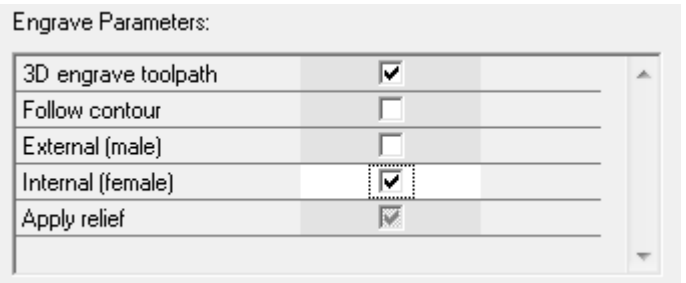 Engrave Parameters:
3D engrave toolpath
Follow contour
External (male)
Internal (female)
Apply relief